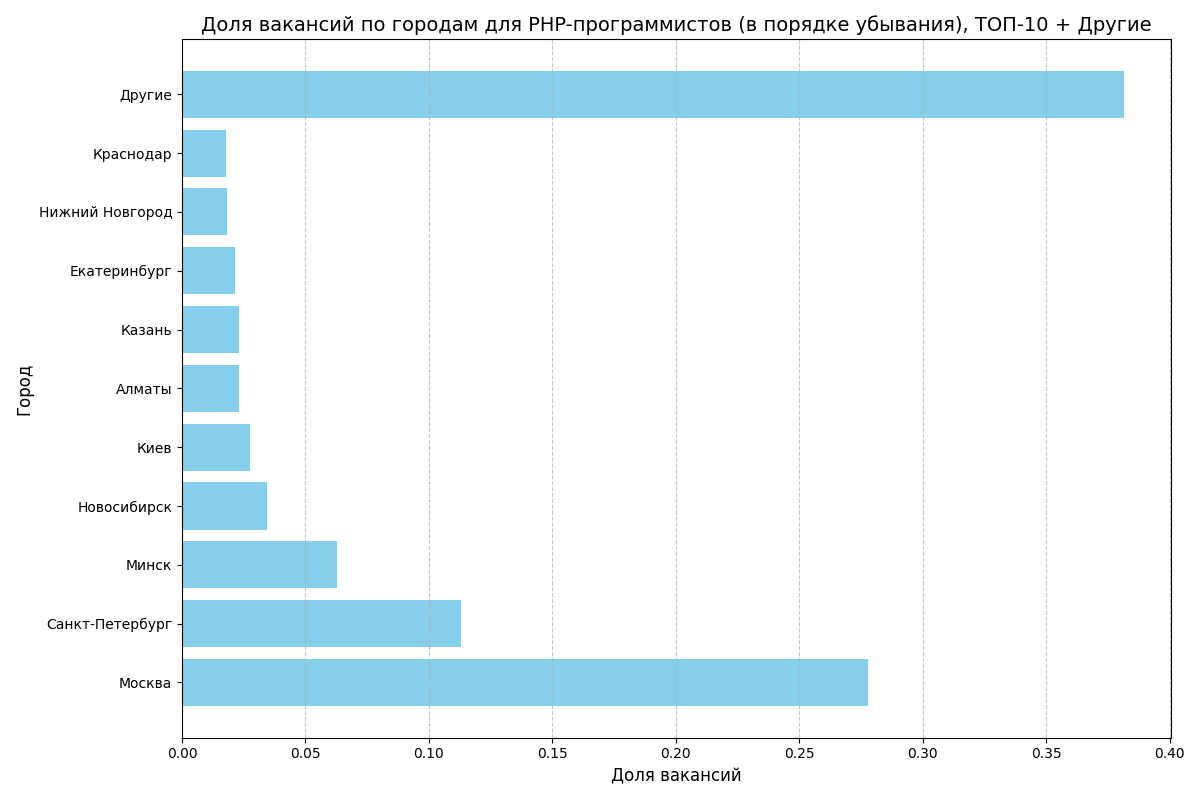 Доля вакансий по городам для PHP-программистов (в порядке убывания), ТОП-10 + Другие
Другие
Краснодар
Нижний Новгород
Екатеринбург
Казань
Алматы
Киев
Новосибирск
Минск
Санкт-Петербург
Москва
Город
0.00 0.05 0.10 0.15 0.20 0.25 0.30 0.35 0.40
Доля вакансий